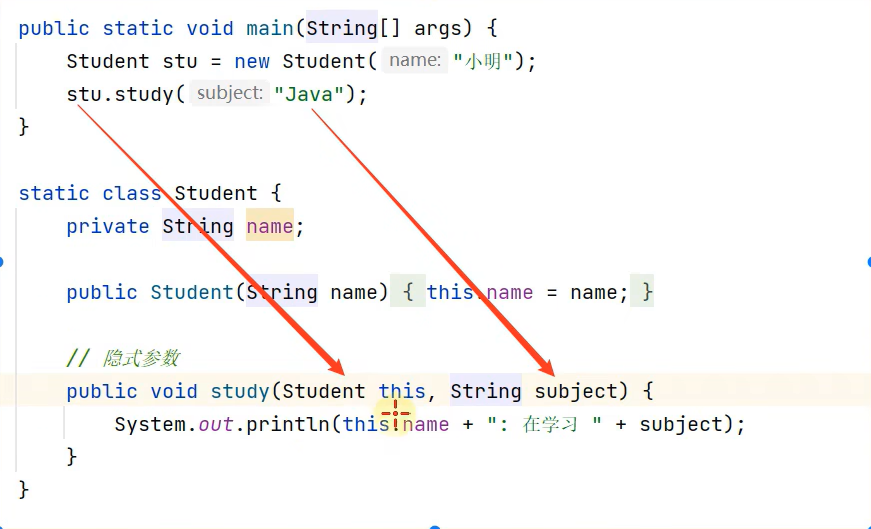 public static void main(String[] args) {
Student stu = new Student( name: "小明");
stu.study( subject: "Java");
}
static class Student {
private String name;
public Student(String name) { this.name = name; }
// 隐式参数
public void study(Student this, String subject) {
System.out.println(this.name + ": 在学习 " + subject);
}
}